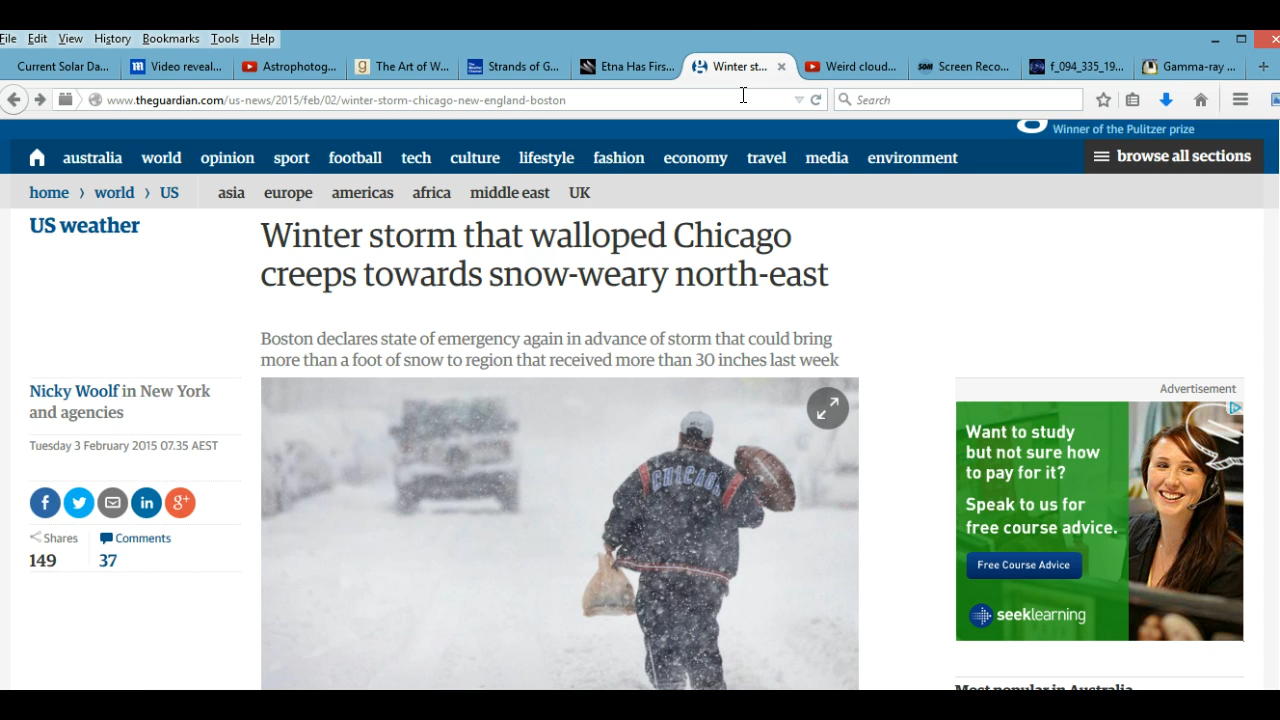 File Edit View History Bookmarks Tools Help
Current Solar Da... Video reveal... Astrophotog... The Art of W... Strands of G... Etna Has Firs... Winter st... Weird cloud... Screen Reco... f_094_335_19... Gamma-ray ...
www.theguardian.com/us-news/2015/feb/02/winter-storm-chicago-new-england-boston Search
Winner of the Pulitzer prize
australia world opinion sport football tech culture lifestyle fashion economy travel media environment browse all sections
home › world › US asia europe americas africa middle east UK
US weather
Winter storm that walloped Chicago
creeps towards snow-weary north-east
Boston declares state of emergency again in advance of storm that could bring
more than a foot of snow to region that received more than 30 inches last week
Nicky Woolf in New York
and agencies
Tuesday 3 February 2015 07.35 AEST
Shares Comments
149 37
CHICAGO
Advertisement
Want to study
but not sure how
to pay for it?
Speak to us for
free course advice.
Free Course Advice
seeklearning
Most popular in Australia